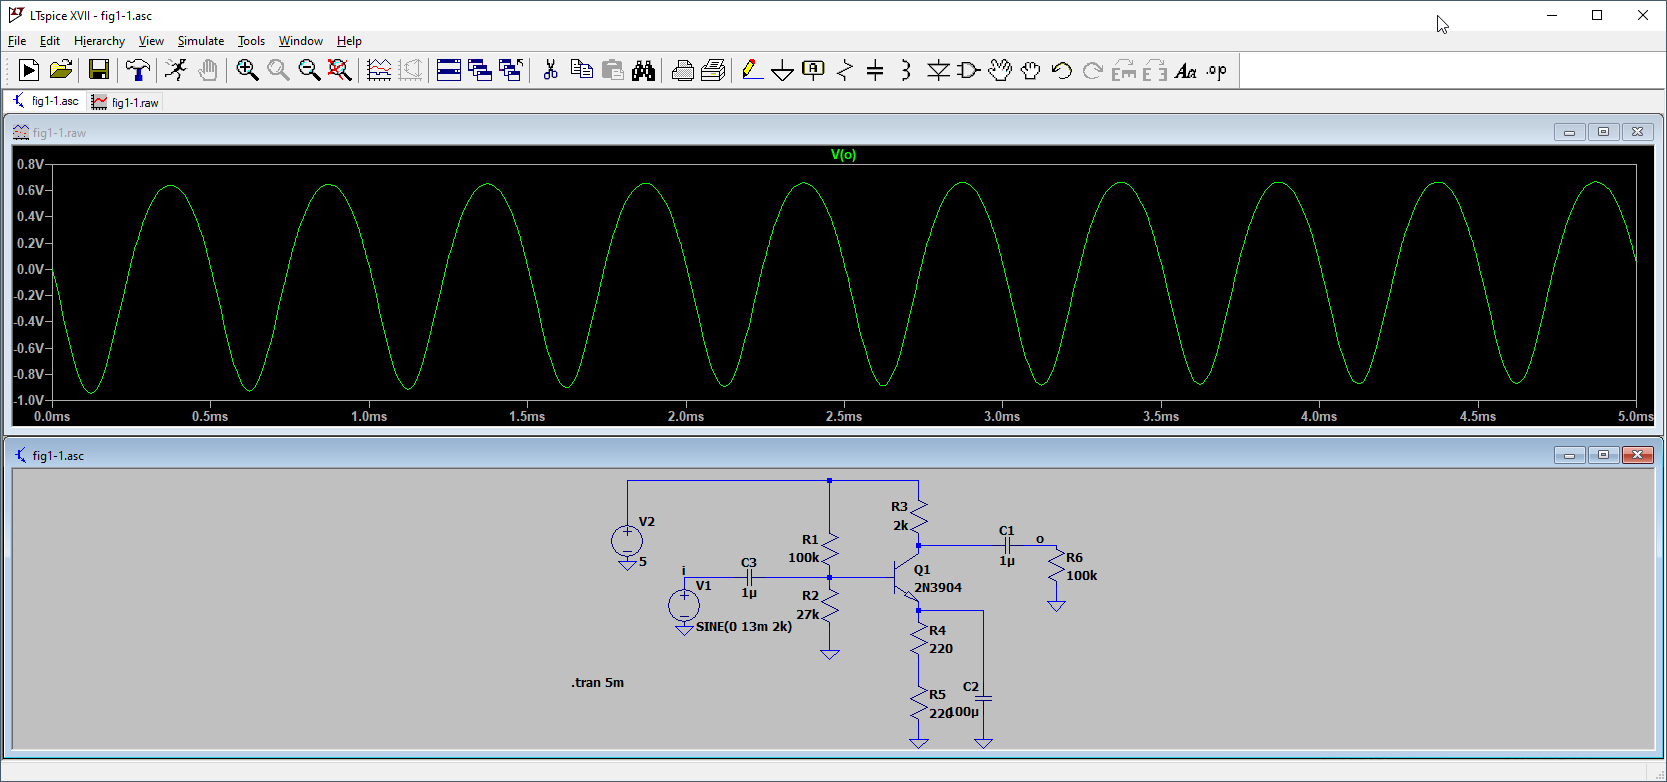 LTspice XVII - fig1-1.asc
File Edit Hierarchy View Simulate Tools Window Help
A Aa .op
fig1-1.asc fig1-1.raw
fig1-1.raw
V(o)
0.8V
0.6V
0.4V
0.2V
0.0V
-0.2V
-0.4V
-0.6V
-0.8V
-1.0V
0.0ms 0.5ms 1.0ms 1.5ms 2.0ms 2.5ms 3.0ms 3.5ms 4.0ms 4.5ms 5.0ms
fig1-1.asc
V2
5
i
V1
SINE(0 13m 2k)
C3
1µ
R1
100k
R2
27k
R3
2k
Q1
2N3904
C1
1µ
o
R6
100k
R4
220
R5
220
C2
100µ
.tran 5m